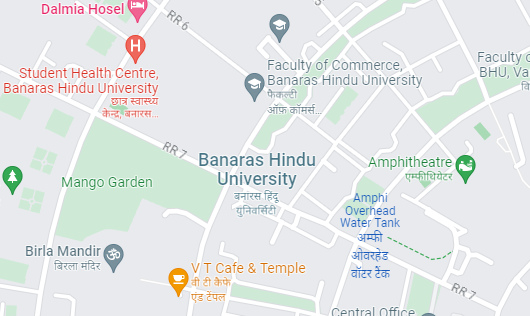 Dalmia Hosel
RR 6
Student Health Centre,
Banaras Hindu University
छात्र स्वास्थ्य
केन्द्र, बनारस...
Faculty of Commerce,
Banaras Hindu University
फैकल्टी
ऑफ़ कॉमर्स...
Faculty o
BHU, Va
RR 7
Banaras Hindu
University
बनारस हिंदू
युनिवर्सिटी
Mango Garden
Amphitheatre
एम्फीथियेटर
Amphi
Overhead
Water Tank
अम्फी
ओवरहेड
वॉटर टैंक
Birla Mandir
बिरला मंदिर
V T Cafe & Temple
वी टी कैफे
एंड टेंपल
RR 7
Central Office